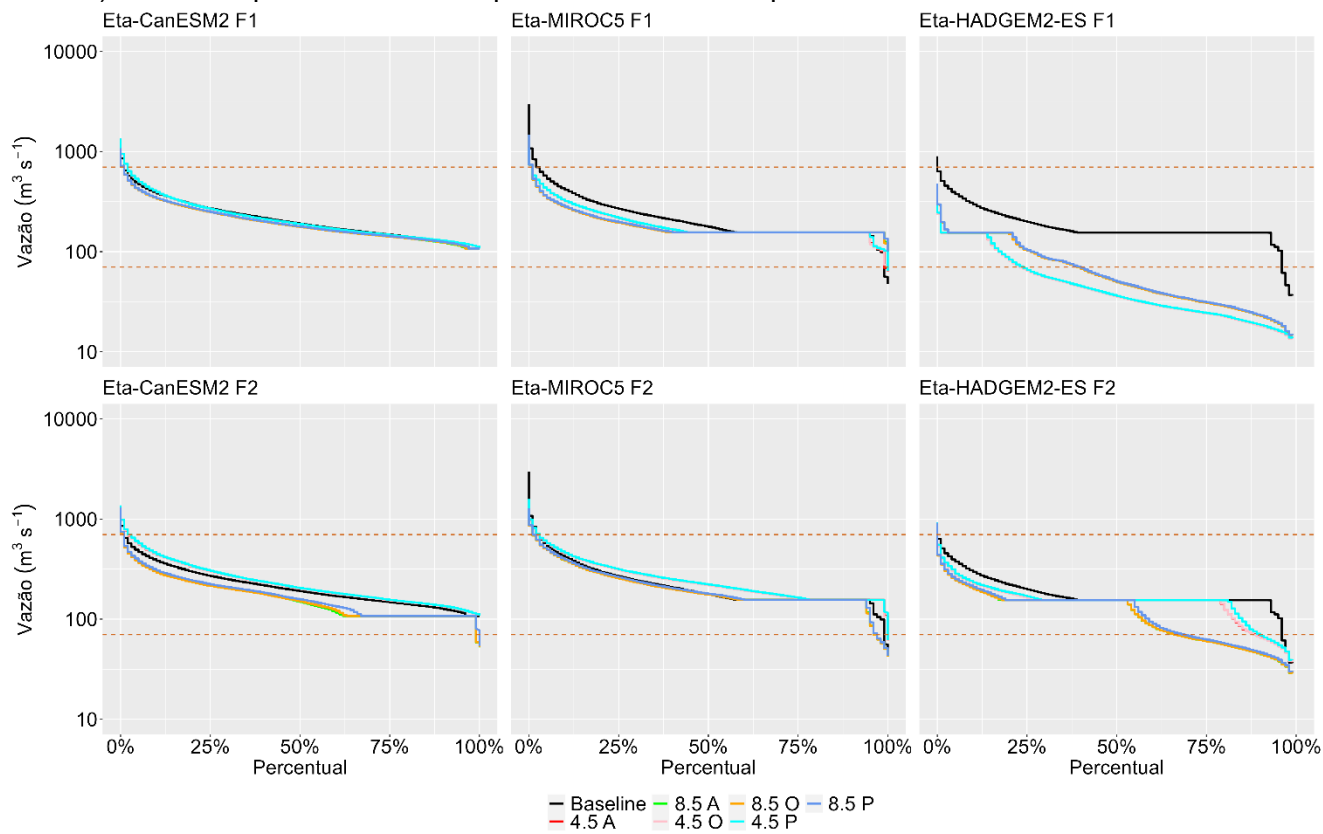 Eta-CanESM2 F1 Eta-MIROC5 F1 Eta-HADGEM2-ES F1
10000
1000
100
10
Vazão (m³ s⁻¹)
Eta-CanESM2 F2 Eta-MIROC5 F2 Eta-HADGEM2-ES F2
10000
1000
100
10
Vazão (m³ s⁻¹)
0% 25% 50% 75% 100% 0% 25% 50% 75% 100% 0% 25% 50% 75% 100%
Percentual Percentual Percentual
Baseline 8.5 A 8.5 O 8.5 P
4.5 A 4.5 O 4.5 P